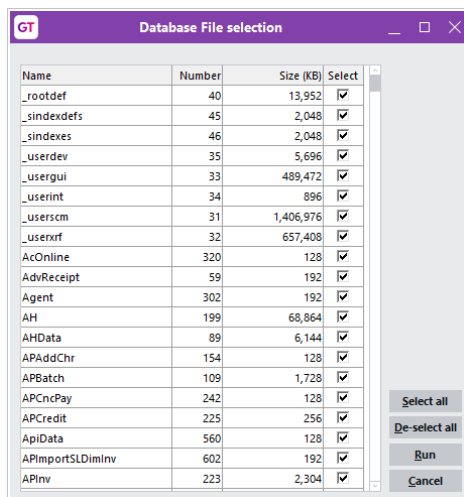 GT Database File selection
Name Number Size (KB) Select
_rootdef 40 13,952
_sindexdefs 45 2,048
_sindexes 46 2,048
_userdev 35 5,696
_usergui 33 489,472
_userint 34 896
_userscm 31 1,406,976
_userxrf 32 657,408
AcOnline 320 128
AdvReceipt 59 192
Agent 302 192
AH 199 68,864
AHData 89 6,144
APAddChr 154 128
APBatch 109 1,728
APCncPay 242 128
APCredit 225 256
ApiData 560 128
APImportSLDimInv 602 192
APInv 223 2,304
Select all
De-select all
Run
Cancel